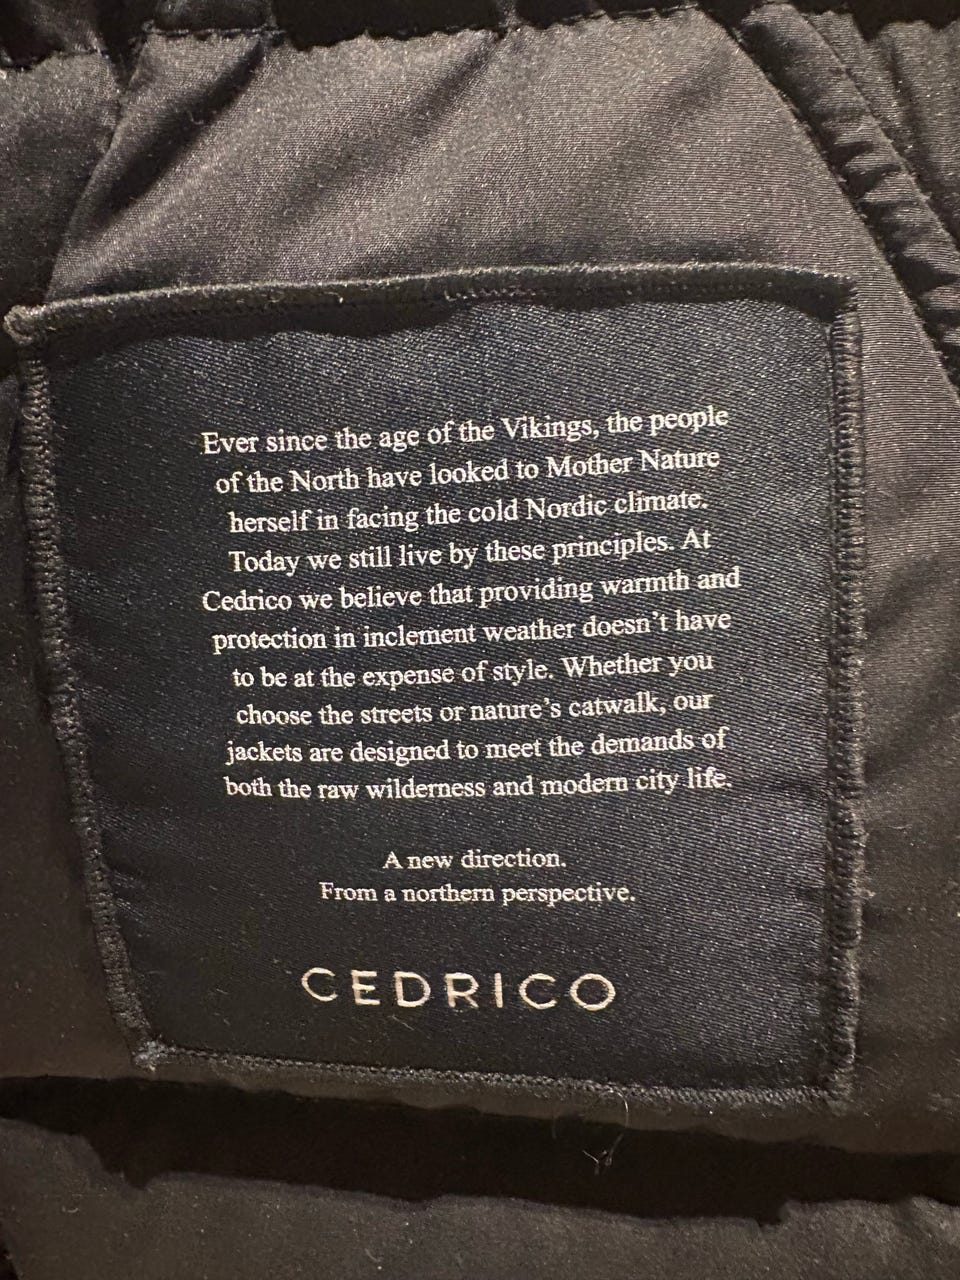 Ever since the age of the Vikings, the people
of the North have looked to Mother Nature
herself in facing the cold Nordic climate.
Today we still live by these principles. At
Cedrico we believe that providing warmth and
protection in inclement weather doesn't have
to be at the expense of style. Whether you
choose the streets or nature's catwalk, our
jackets are designed to meet the demands of
both the raw wilderness and modern city life.
A new direction.
From a northern perspective.
CEDRICO